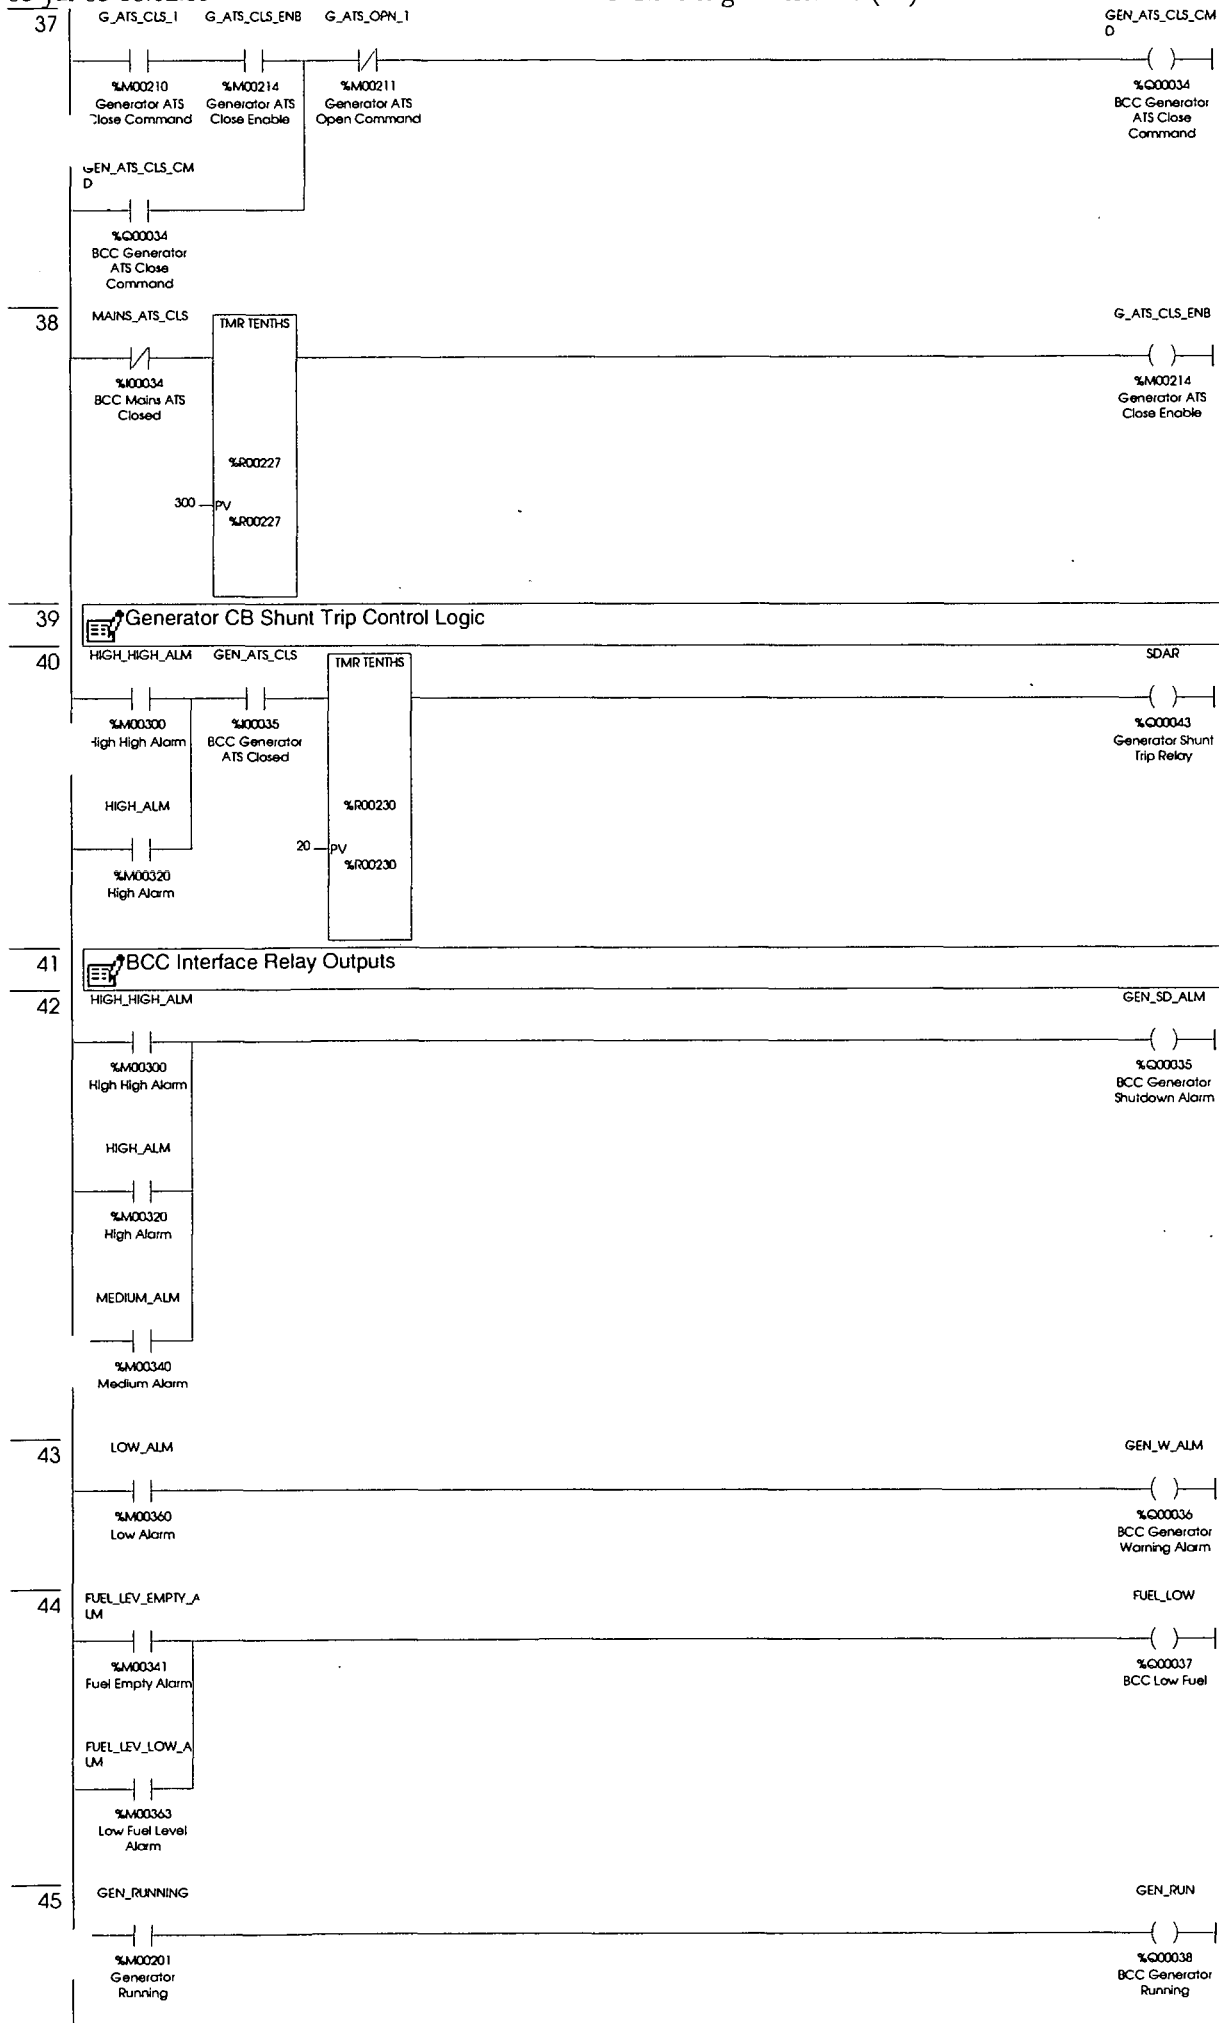 37
G_ATS_CLS_1 G_ATS_CLS_ENB G_ATS_OPN_1 GEN_ATS_CLS_CM
D
%M00210 %M00214 %M00211 %Q00034
Generator ATS Generator ATS Generator ATS BCC Generator
Close Command Close Enable Open Command ATS Close
Command
GEN_ATS_CLS_CM
D
%Q00034
BCC Generator
ATS Close
Command
38
MAINS_ATS_CLS TMR TENTHS G_ATS_CLS_ENB
%I00034 %M00214
BCC Mains ATS Generator ATS
Closed Close Enable
%R00227
300 PV
%R00227
39 Generator CB Shunt Trip Control Logic
40
HIGH_HIGH_ALM GEN_ATS_CLS TMR TENTHS SDAR
%M00300 %I00035 %Q00043
High High Alarm BCC Generator Generator Shunt
ATS Closed Trip Relay
HIGH_ALM %R00230
20 PV
%R00230
%M00320
High Alarm
41 BCC Interface Relay Outputs
42
HIGH_HIGH_ALM GEN_SD_ALM
%M00300 %Q00035
High High Alarm BCC Generator
Shutdown Alarm
HIGH_ALM
%M00320
High Alarm
MEDIUM_ALM
%M00340
Medium Alarm
43
LOW_ALM GEN_W_ALM
%M00360 %Q00036
Low Alarm BCC Generator
Warning Alarm
44
FUEL_LEV_EMPTY_A FUEL_LOW
LM
%M00341 %Q00037
Fuel Empty Alarm BCC Low Fuel
FUEL_LEV_LOW_A
LM
%M00363
Low Fuel Level
Alarm
45
GEN_RUNNING GEN_RUN
%M00201 %Q00038
Generator BCC Generator
Running Running